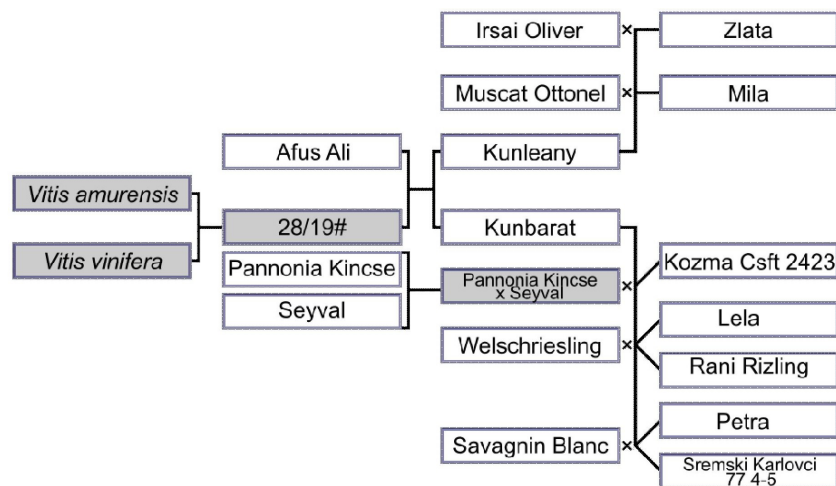 Irsai Oliver × Zlata
Muscat Ottonel × Mila
Afus Ali
Kunleany
Vitis amurensis
28/19#
Kunbarat
Vitis vinifera
Pannonia Kincse
Pannonia Kincse
x Seyval
×
Kozma Csft 2423
Seyval
Welschriesling ×
Lela
Rani Rizling
Savagnin Blanc ×
Petra
Sremski Karlovci
77 4-5